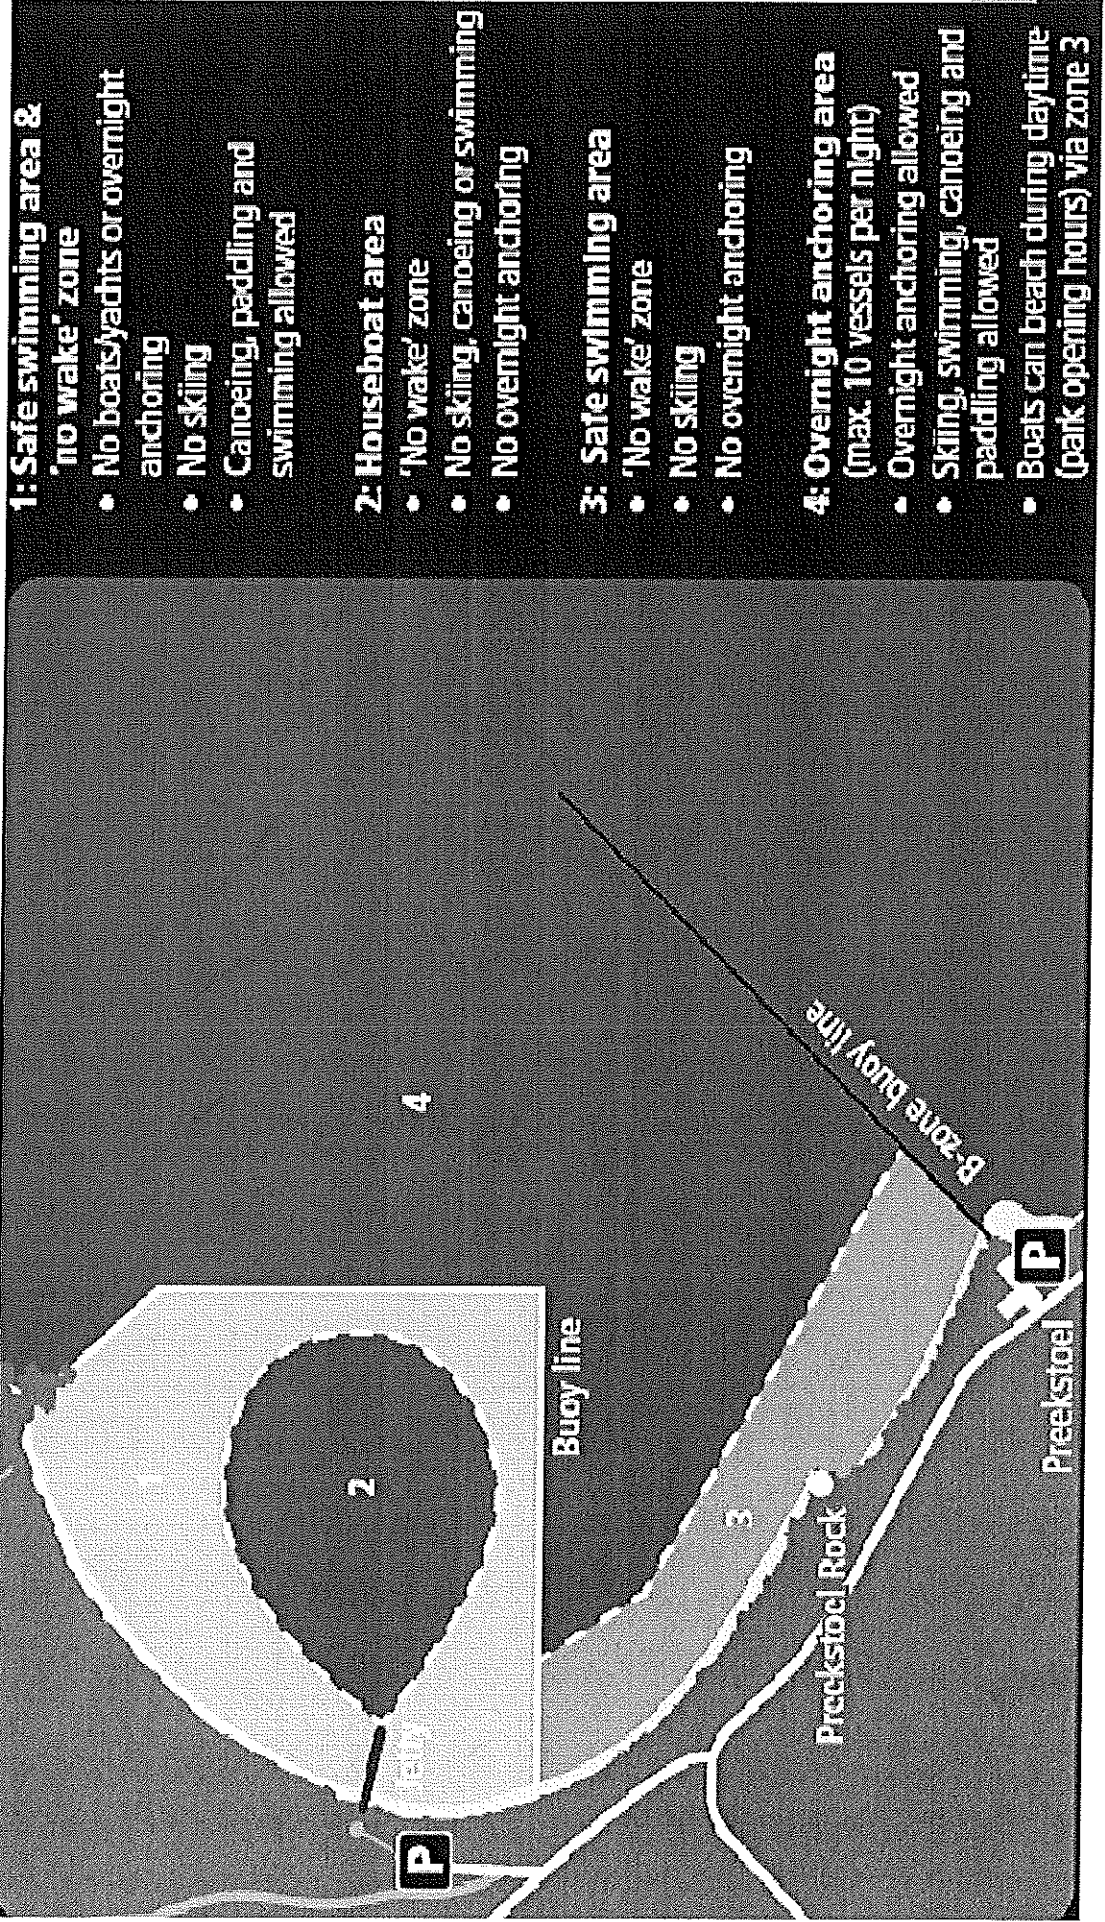 1: Safe swimming area &
'no wake' zone
• No boats/yachts or overnight
anchoring
• No skiing
• Canoeing, paddling and
swimming allowed
2: Houseboat area
• 'No wake' zone
• No skiing, canoeing or swimming
• No overnight anchoring
3: Safe swimming area
• 'No wake' zone
• No skiing
• No overnight anchoring
4: Overnight anchoring area
(max. 10 vessels per night)
• Overnight anchoring allowed
• Skiing, swimming, canoeing and
paddling allowed
• Boats can beach during daytime
(park opening hours) via zone 3
1
2
3
4
Buoy line
B-zone buoy line
Jetty
P
Preekstoel Rock
Preekstoel
P